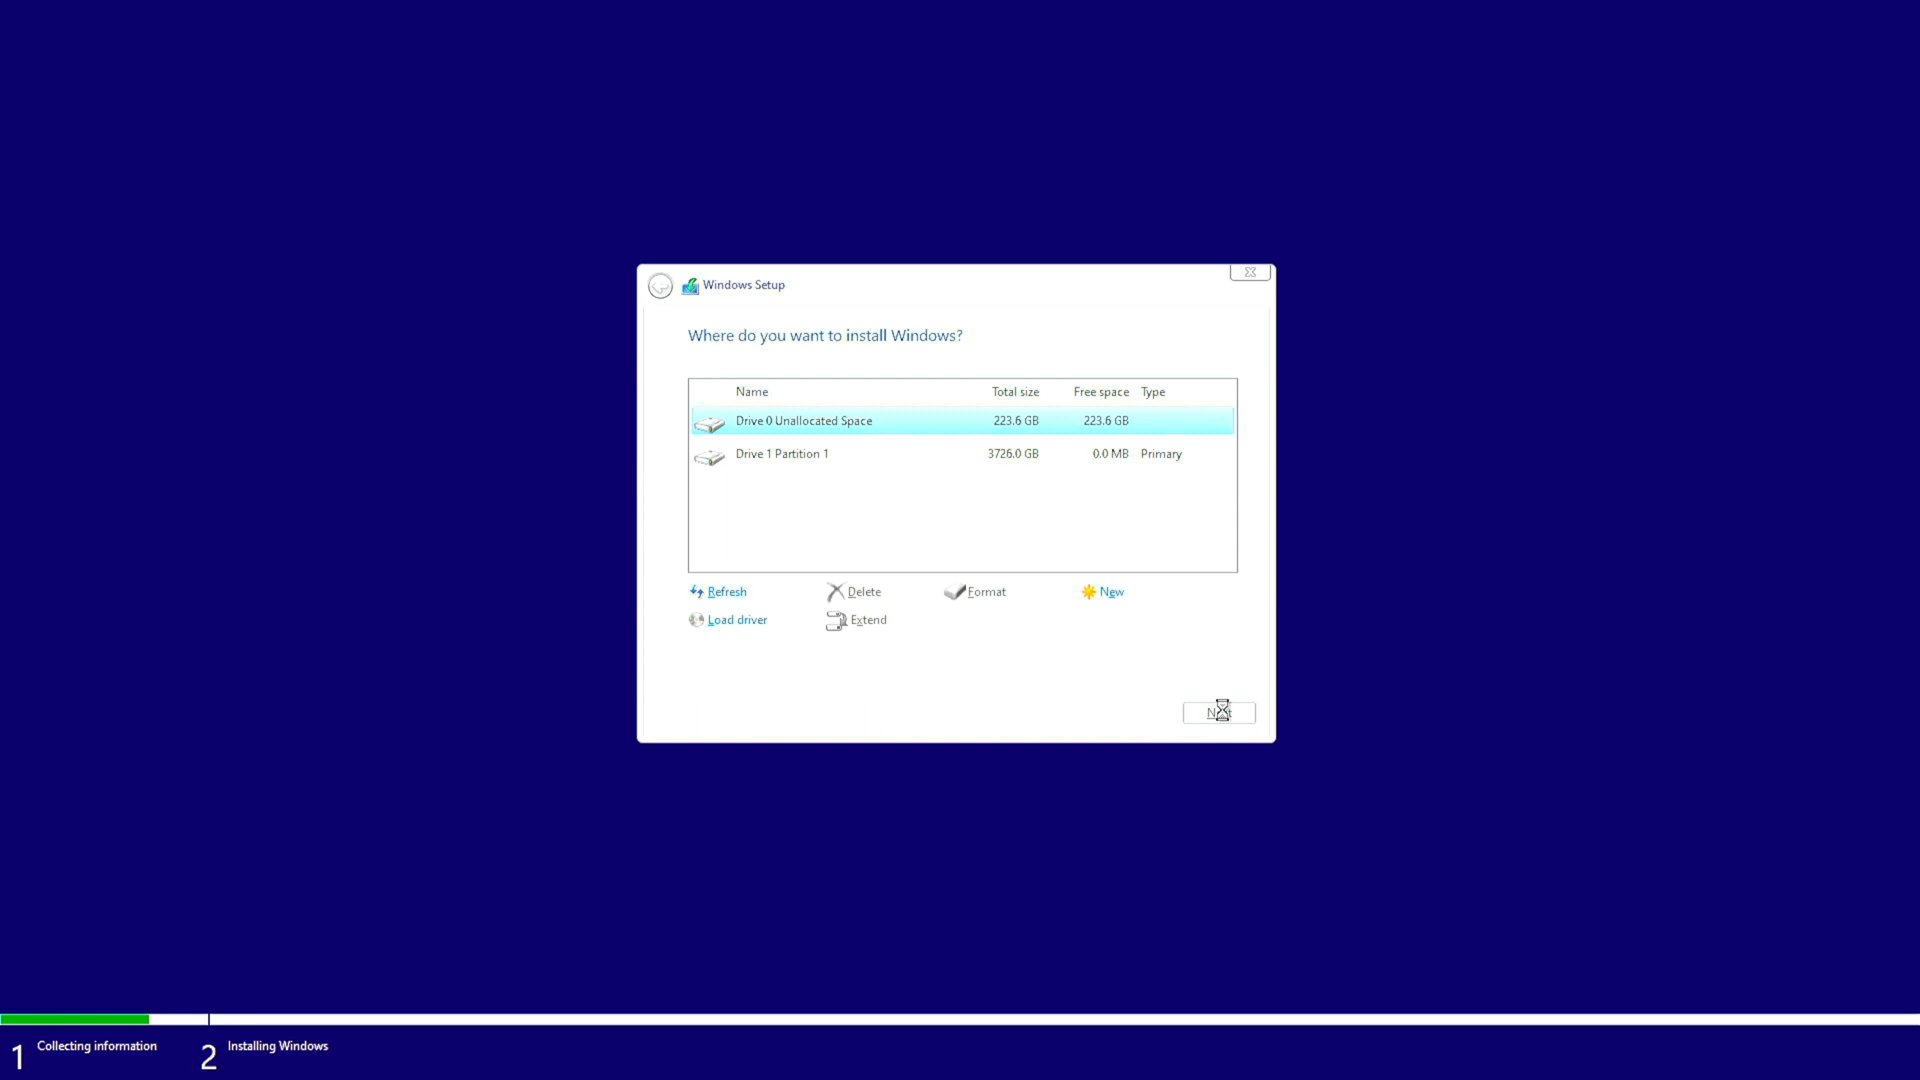 Windows Setup
Where do you want to install Windows?
Name Total size Free space Type
Drive 0 Unallocated Space 223.6 GB 223.6 GB
Drive 1 Partition 1 3726.0 GB 0.0 MB Primary
Refresh Delete Format New
Load driver Extend
1 Collecting information 2 Installing Windows